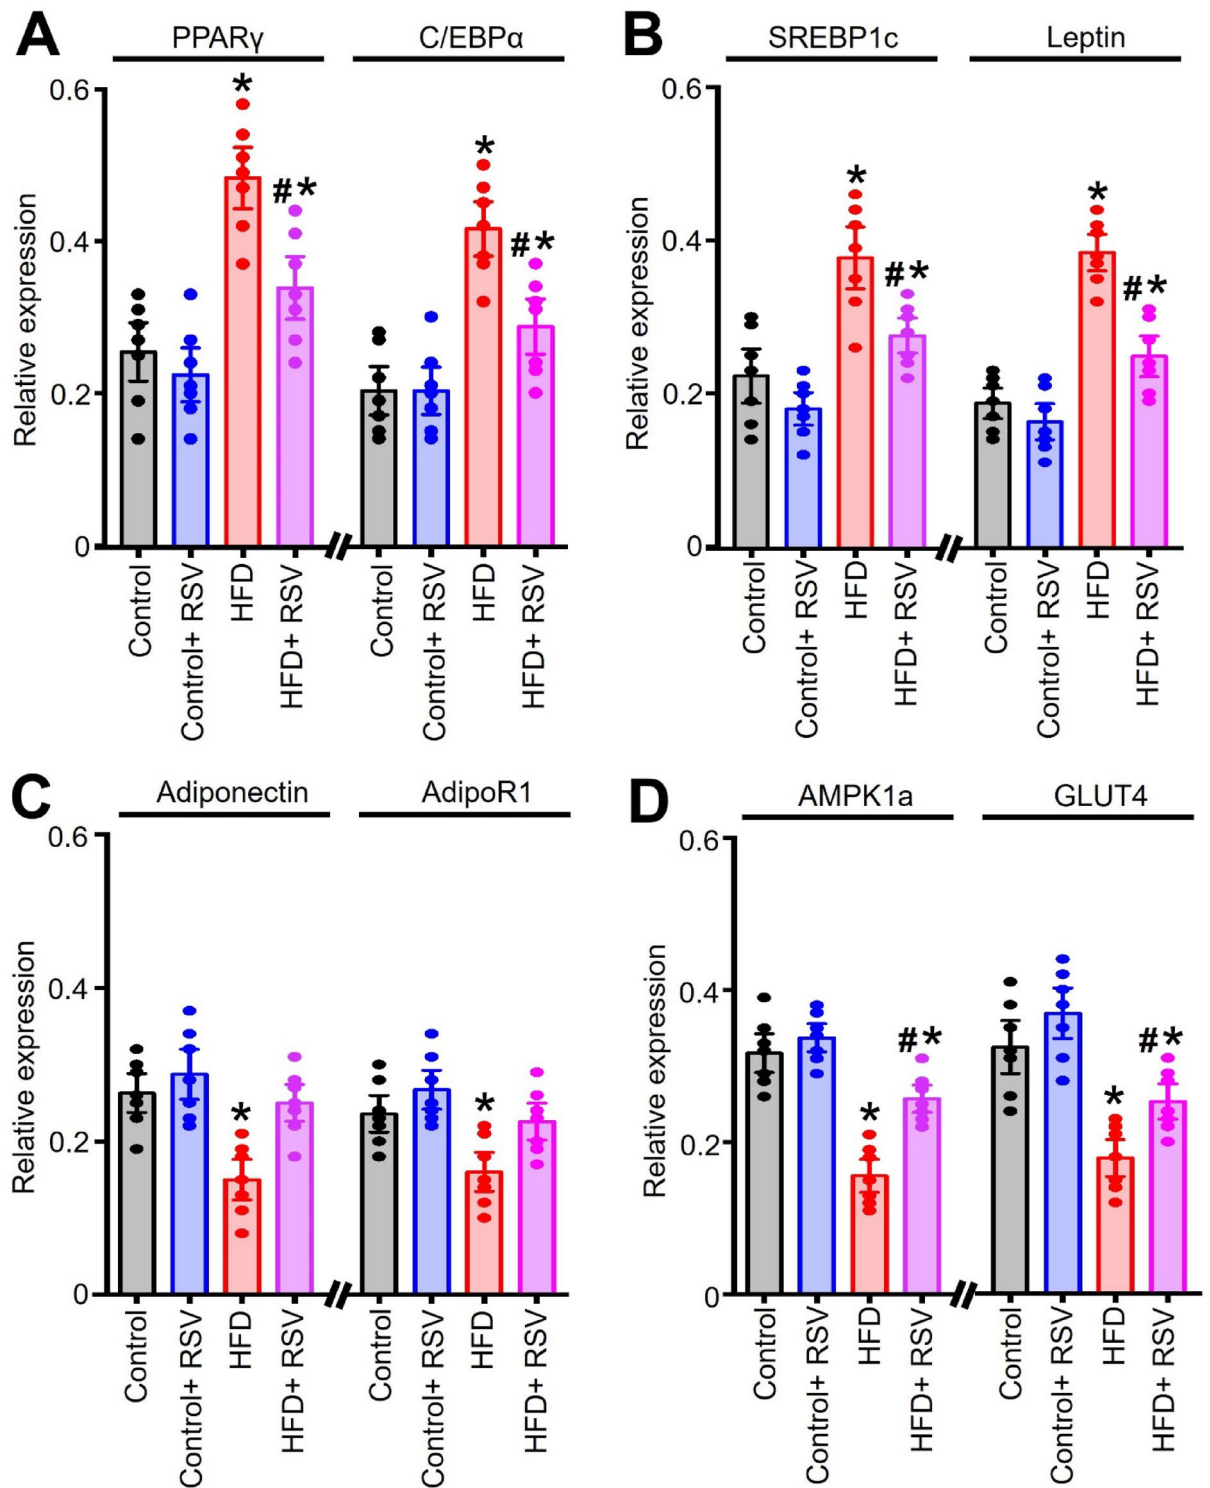 A
PPARγ
C/EBPα
Relative expression
0.6
0.4
0.2
0
*
#*
*
#*
Control
Control+ RSV
HFD
HFD+ RSV
Control
Control+ RSV
HFD
HFD+ RSV
B
SREBP1c
Leptin
Relative expression
0.6
0.4
0.2
0
*
#*
*
#*
Control
Control+ RSV
HFD
HFD+ RSV
Control
Control+ RSV
HFD
HFD+ RSV
C
Adiponectin
AdipoR1
Relative expression
0.6
0.4
0.2
0
*
*
Control
Control+ RSV
HFD
HFD+ RSV
Control
Control+ RSV
HFD
HFD+ RSV
D
AMPK1a
GLUT4
Relative expression
0.6
0.4
0.2
0
*
#*
*
#*
Control
Control+ RSV
HFD
HFD+ RSV
Control
Control+ RSV
HFD
HFD+ RSV